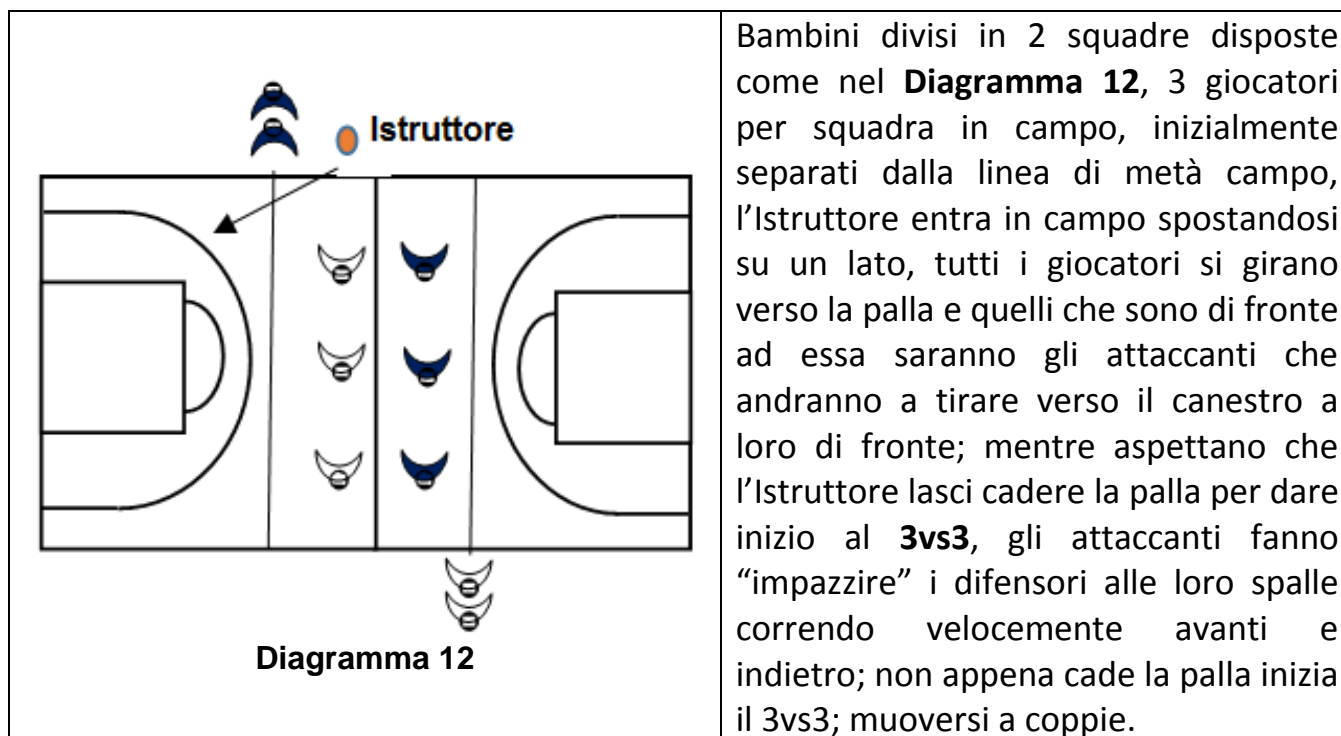 Istruttore
Diagramma 12
Bambini divisi in 2 squadre disposte
come nel Diagramma 12, 3 giocatori
per squadra in campo, inizialmente
separati dalla linea di metà campo,
l’Istruttore entra in campo spostandosi
su un lato, tutti i giocatori si girano
verso la palla e quelli che sono di fronte
ad essa saranno gli attaccanti che
andranno a tirare verso il canestro a
loro di fronte; mentre aspettano che
l’Istruttore lasci cadere la palla per dare
inizio al 3vs3, gli attaccanti fanno
“impazzire” i difensori alle loro spalle
correndo velocemente avanti e
indietro; non appena cade la palla inizia
il 3vs3; muoversi a coppie.